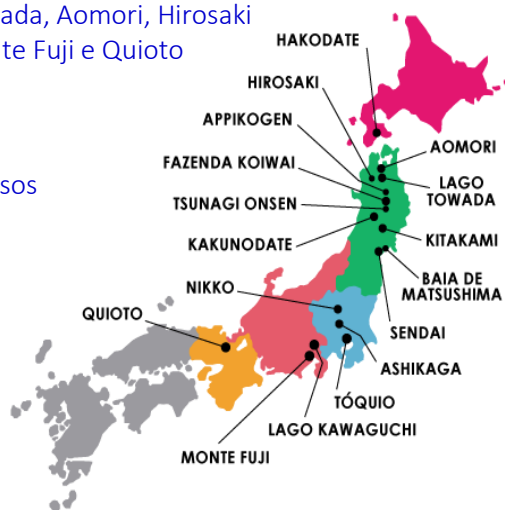 ada, Aomori, Hirosaki
te Fuji e Quioto
sos
HAKODATE
HIROSAKI
APPIKOGEN
AOMORI
FAZENDA KOIWAI
LAGO
TOWADA
TSUNAGI ONSEN
KAKUNODATE
KITAKAMI
BAIA DE
MATSUSHIMA
NIKKO
QUIOTO
SENDAI
ASHIKAGA
TÓQUIO
LAGO KAWAGUCHI
MONTE FUJI